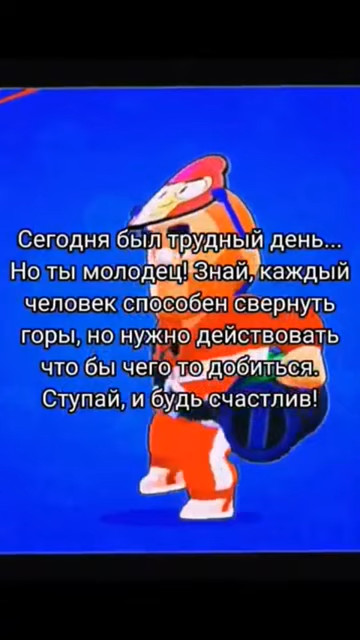 Сегодня был трудный день...
Но ты молодец! Знай, каждый
человек способен свернуть
горы, но нужно действовать
что бы чего то добиться.
Ступай, и будь счастлив!